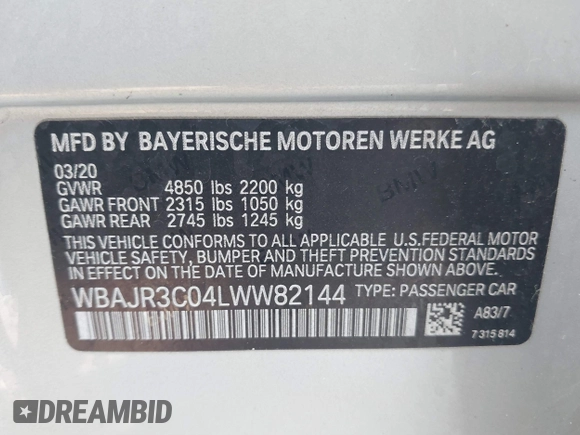 MFD BY BAYERISCHE MOTOREN WERKE AG
03/20
GVWR 4850 lbs 2200 kg
GAWR FRONT 2315 lbs 1050 kg
GAWR REAR 2745 lbs 1245 kg
THIS VEHICLE CONFORMS TO ALL APPLICABLE U.S.FEDERAL MOTOR
VEHICLE SAFETY, BUMPER AND THEFT PREVENTION STANDARDS
IN EFFECT ON THE DATE OF MANUFACTURE SHOWN ABOVE.
WBAJR3C04LWW82144 TYPE: PASSENGER CAR
A83/7
7315814
DREAMBID